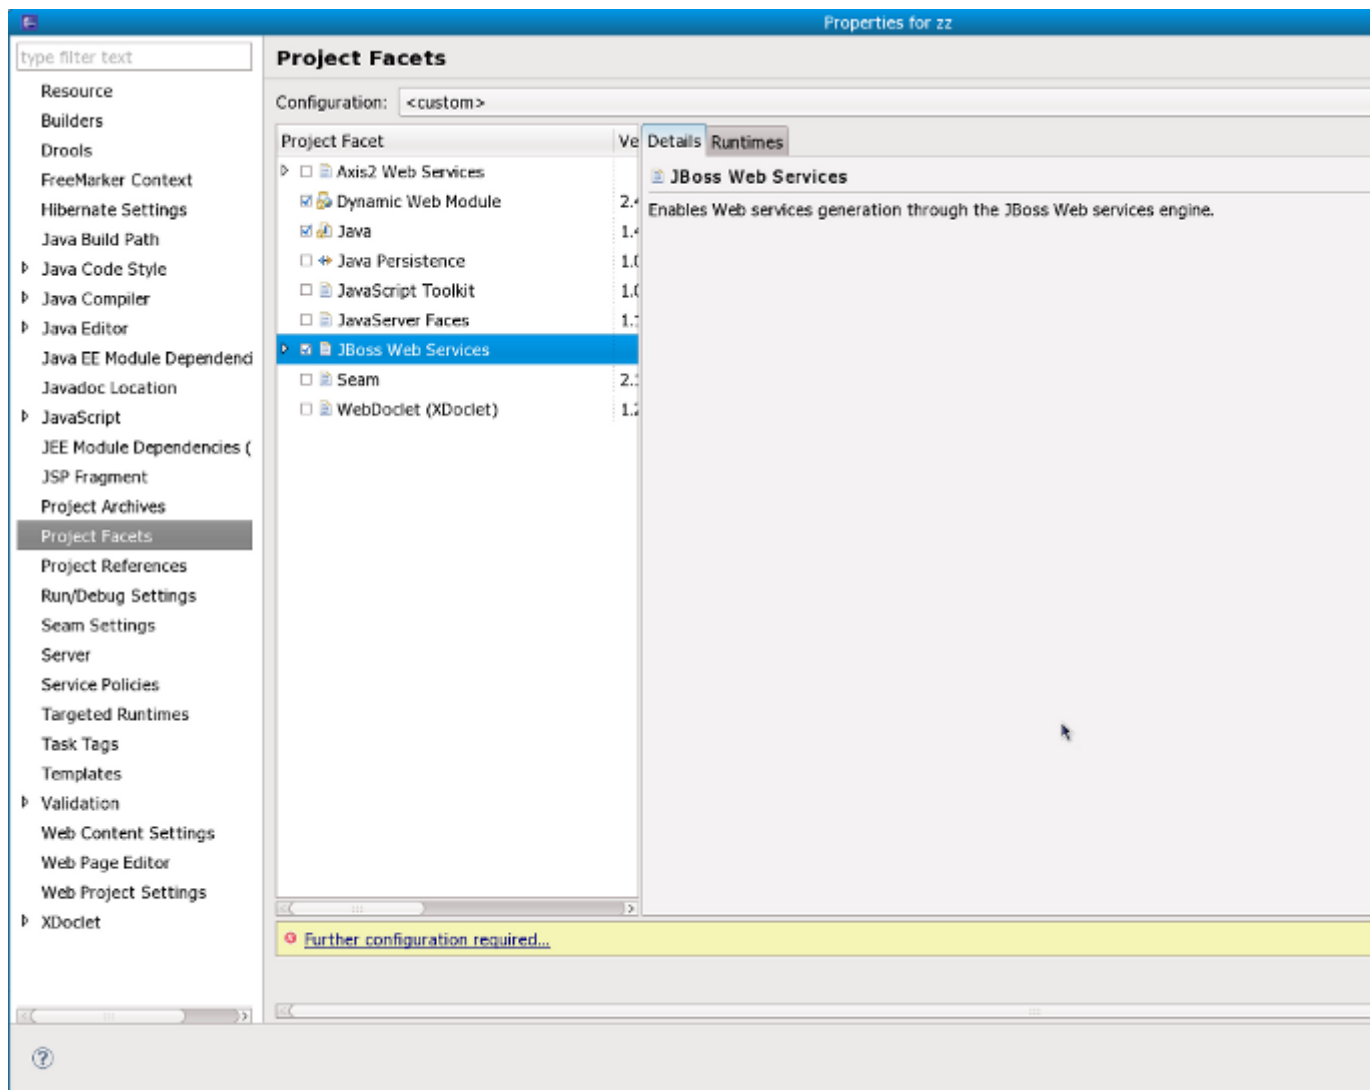 Properties for zz
type filter text
Resource
Builders
Drools
FreeMarker Context
Hibernate Settings
Java Build Path
Java Code Style
Java Compiler
Java Editor
Java EE Module Dependenci
Javadoc Location
JavaScript
JEE Module Dependencies (
JSP Fragment
Project Archives
Project Facets
Project References
Run/Debug Settings
Seam Settings
Server
Service Policies
Targeted Runtimes
Task Tags
Templates
Validation
Web Content Settings
Web Page Editor
Web Project Settings
XDoclet
Project Facets
Configuration: <custom>
Project Facet Ve
Axis2 Web Services
Dynamic Web Module 2.4
Java 1.4
Java Persistence 1.0
JavaScript Toolkit 1.0
JavaServer Faces 1.
JBoss Web Services
Seam 2.
WebDoclet (XDoclet) 1.2
Details Runtimes
JBoss Web Services
Enables Web services generation through the JBoss Web services engine.
Further configuration required...